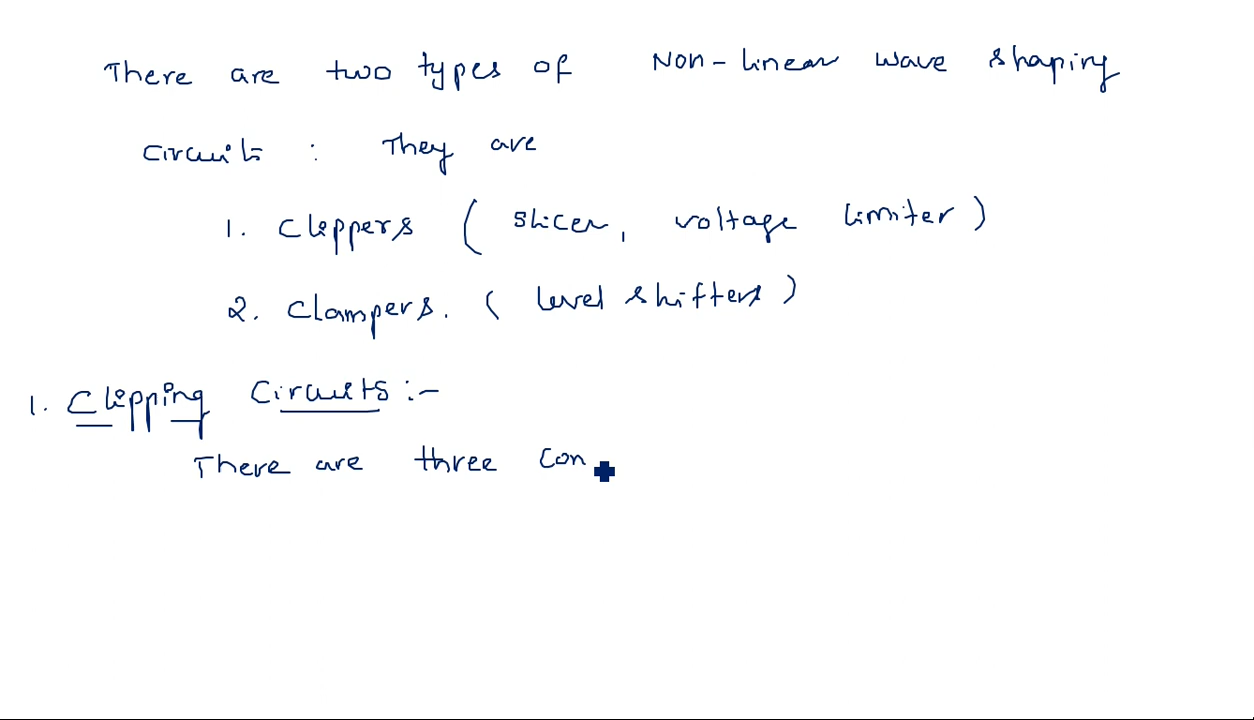 There are two types of Non-linear wave shaping
circuits : They are
1. Clippers ( slicer, voltage limiter )
2. Clampers. ( level shifters )
1. Clipping Circuits :-
There are three con